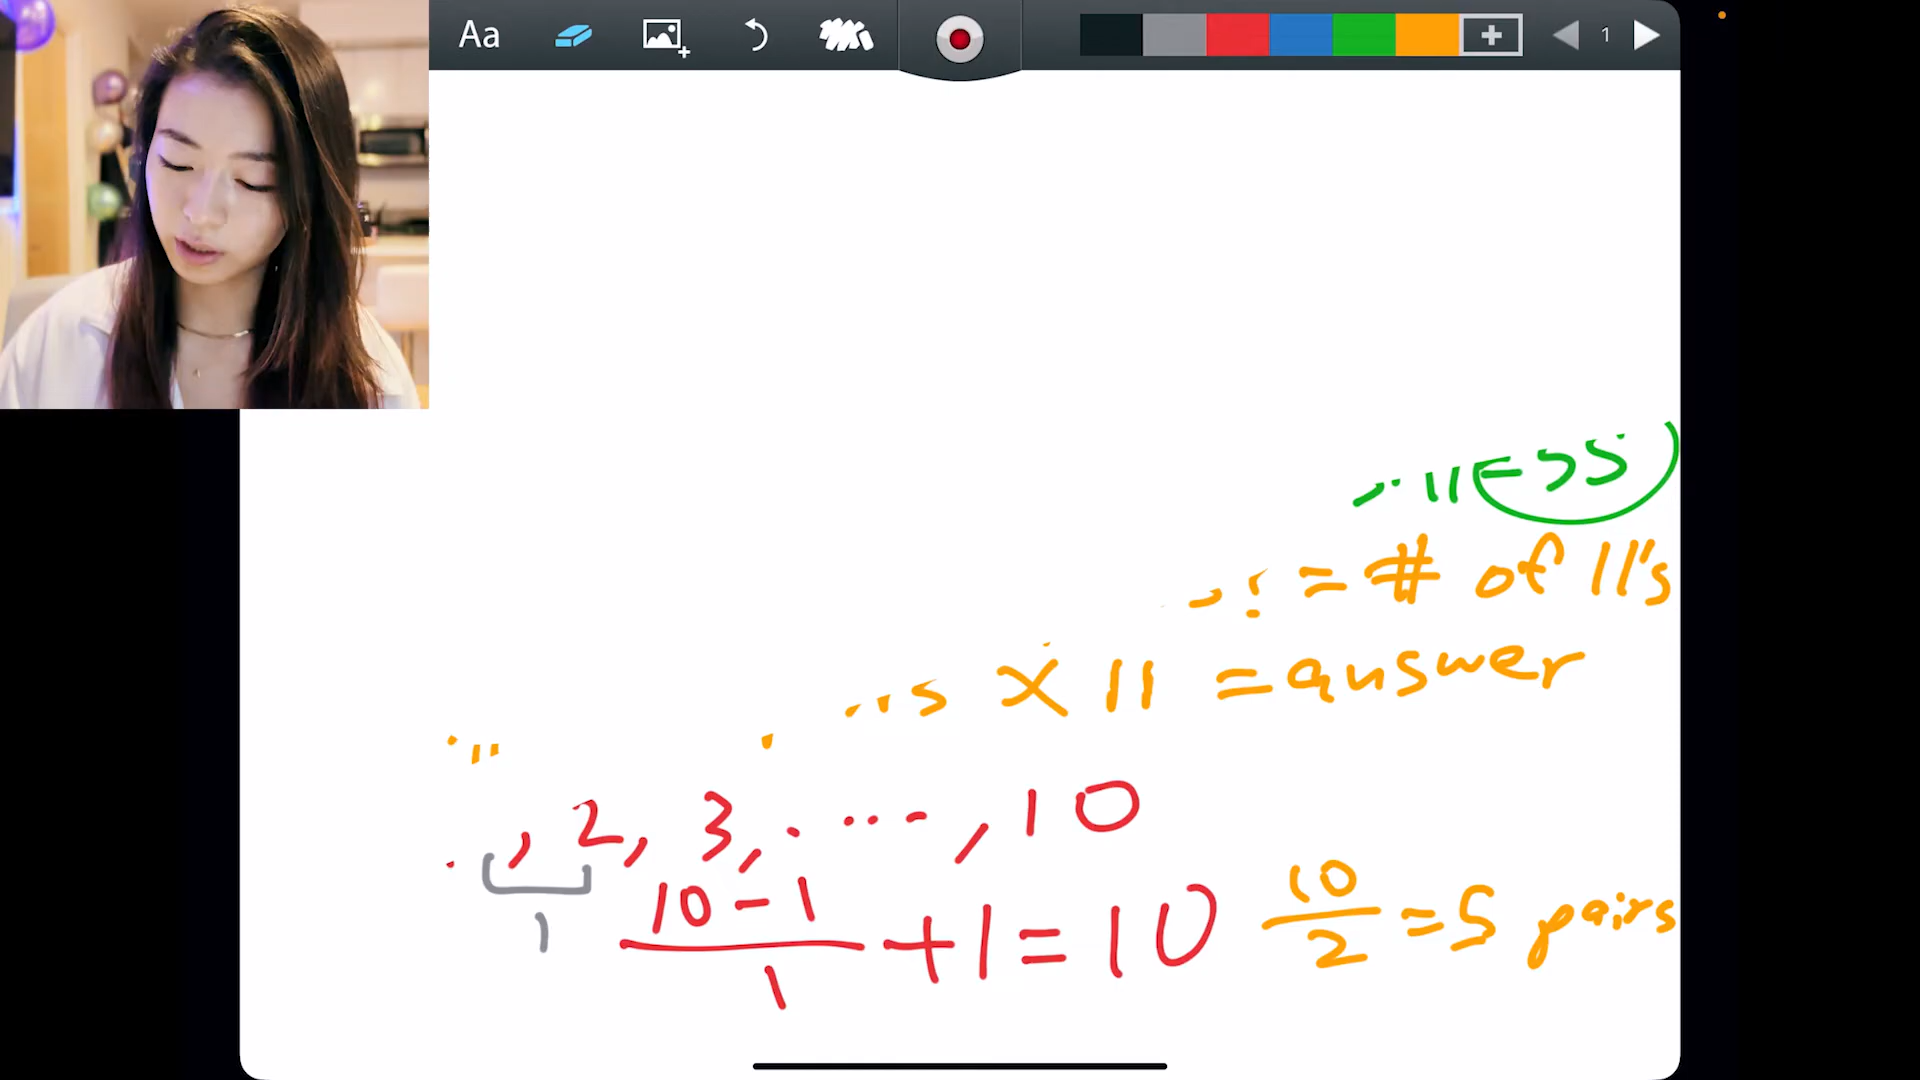 Aa
1
11=55
= # of 11's
s × 11 = answer
, 2, 3, ..., 10
1
10 - 1
1
+ 1 = 10
10
2
= 5 pairs